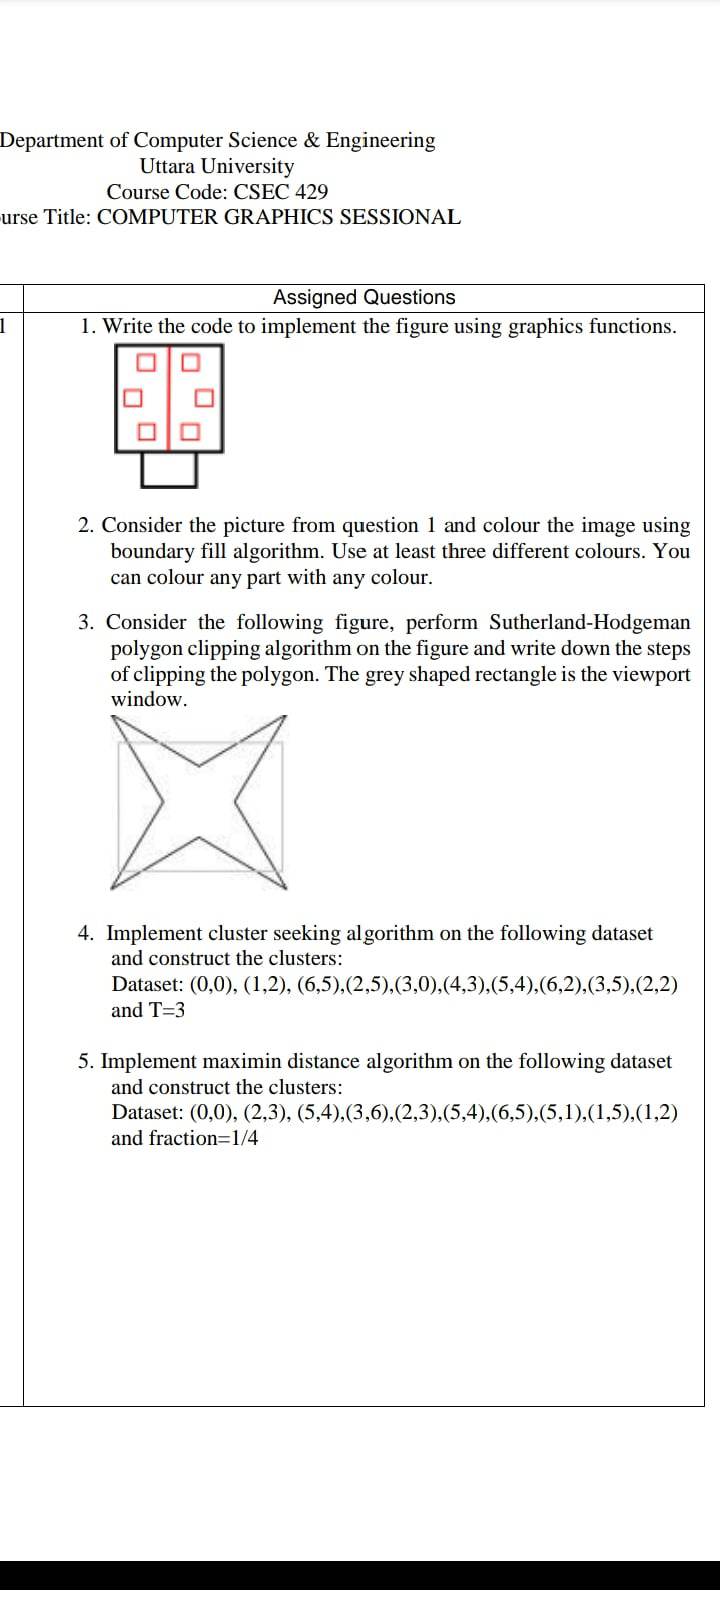 Department of Computer Science & Engineering
Uttara University
Course Code: CSEC 429
urse Title: COMPUTER GRAPHICS SESSIONAL
Assigned Questions
1
1. Write the code to implement the figure using graphics functions.
2. Consider the picture from question 1 and colour the image using
boundary fill algorithm. Use at least three different colours. You
can colour any part with any colour.
3. Consider the following figure, perform Sutherland-Hodgeman
polygon clipping algorithm on the figure and write down the steps
of clipping the polygon. The grey shaped rectangle is the viewport
window.
4. Implement cluster seeking algorithm on the following dataset
and construct the clusters:
Dataset: (0,0), (1,2), (6,5),(2,5),(3,0),(4,3),(5,4),(6,2),(3,5),(2,2)
and T=3
5. Implement maximin distance algorithm on the following dataset
and construct the clusters:
Dataset: (0,0), (2,3), (5,4),(3,6),(2,3),(5,4),(6,5),(5,1),(1,5),(1,2)
and fraction=1/4